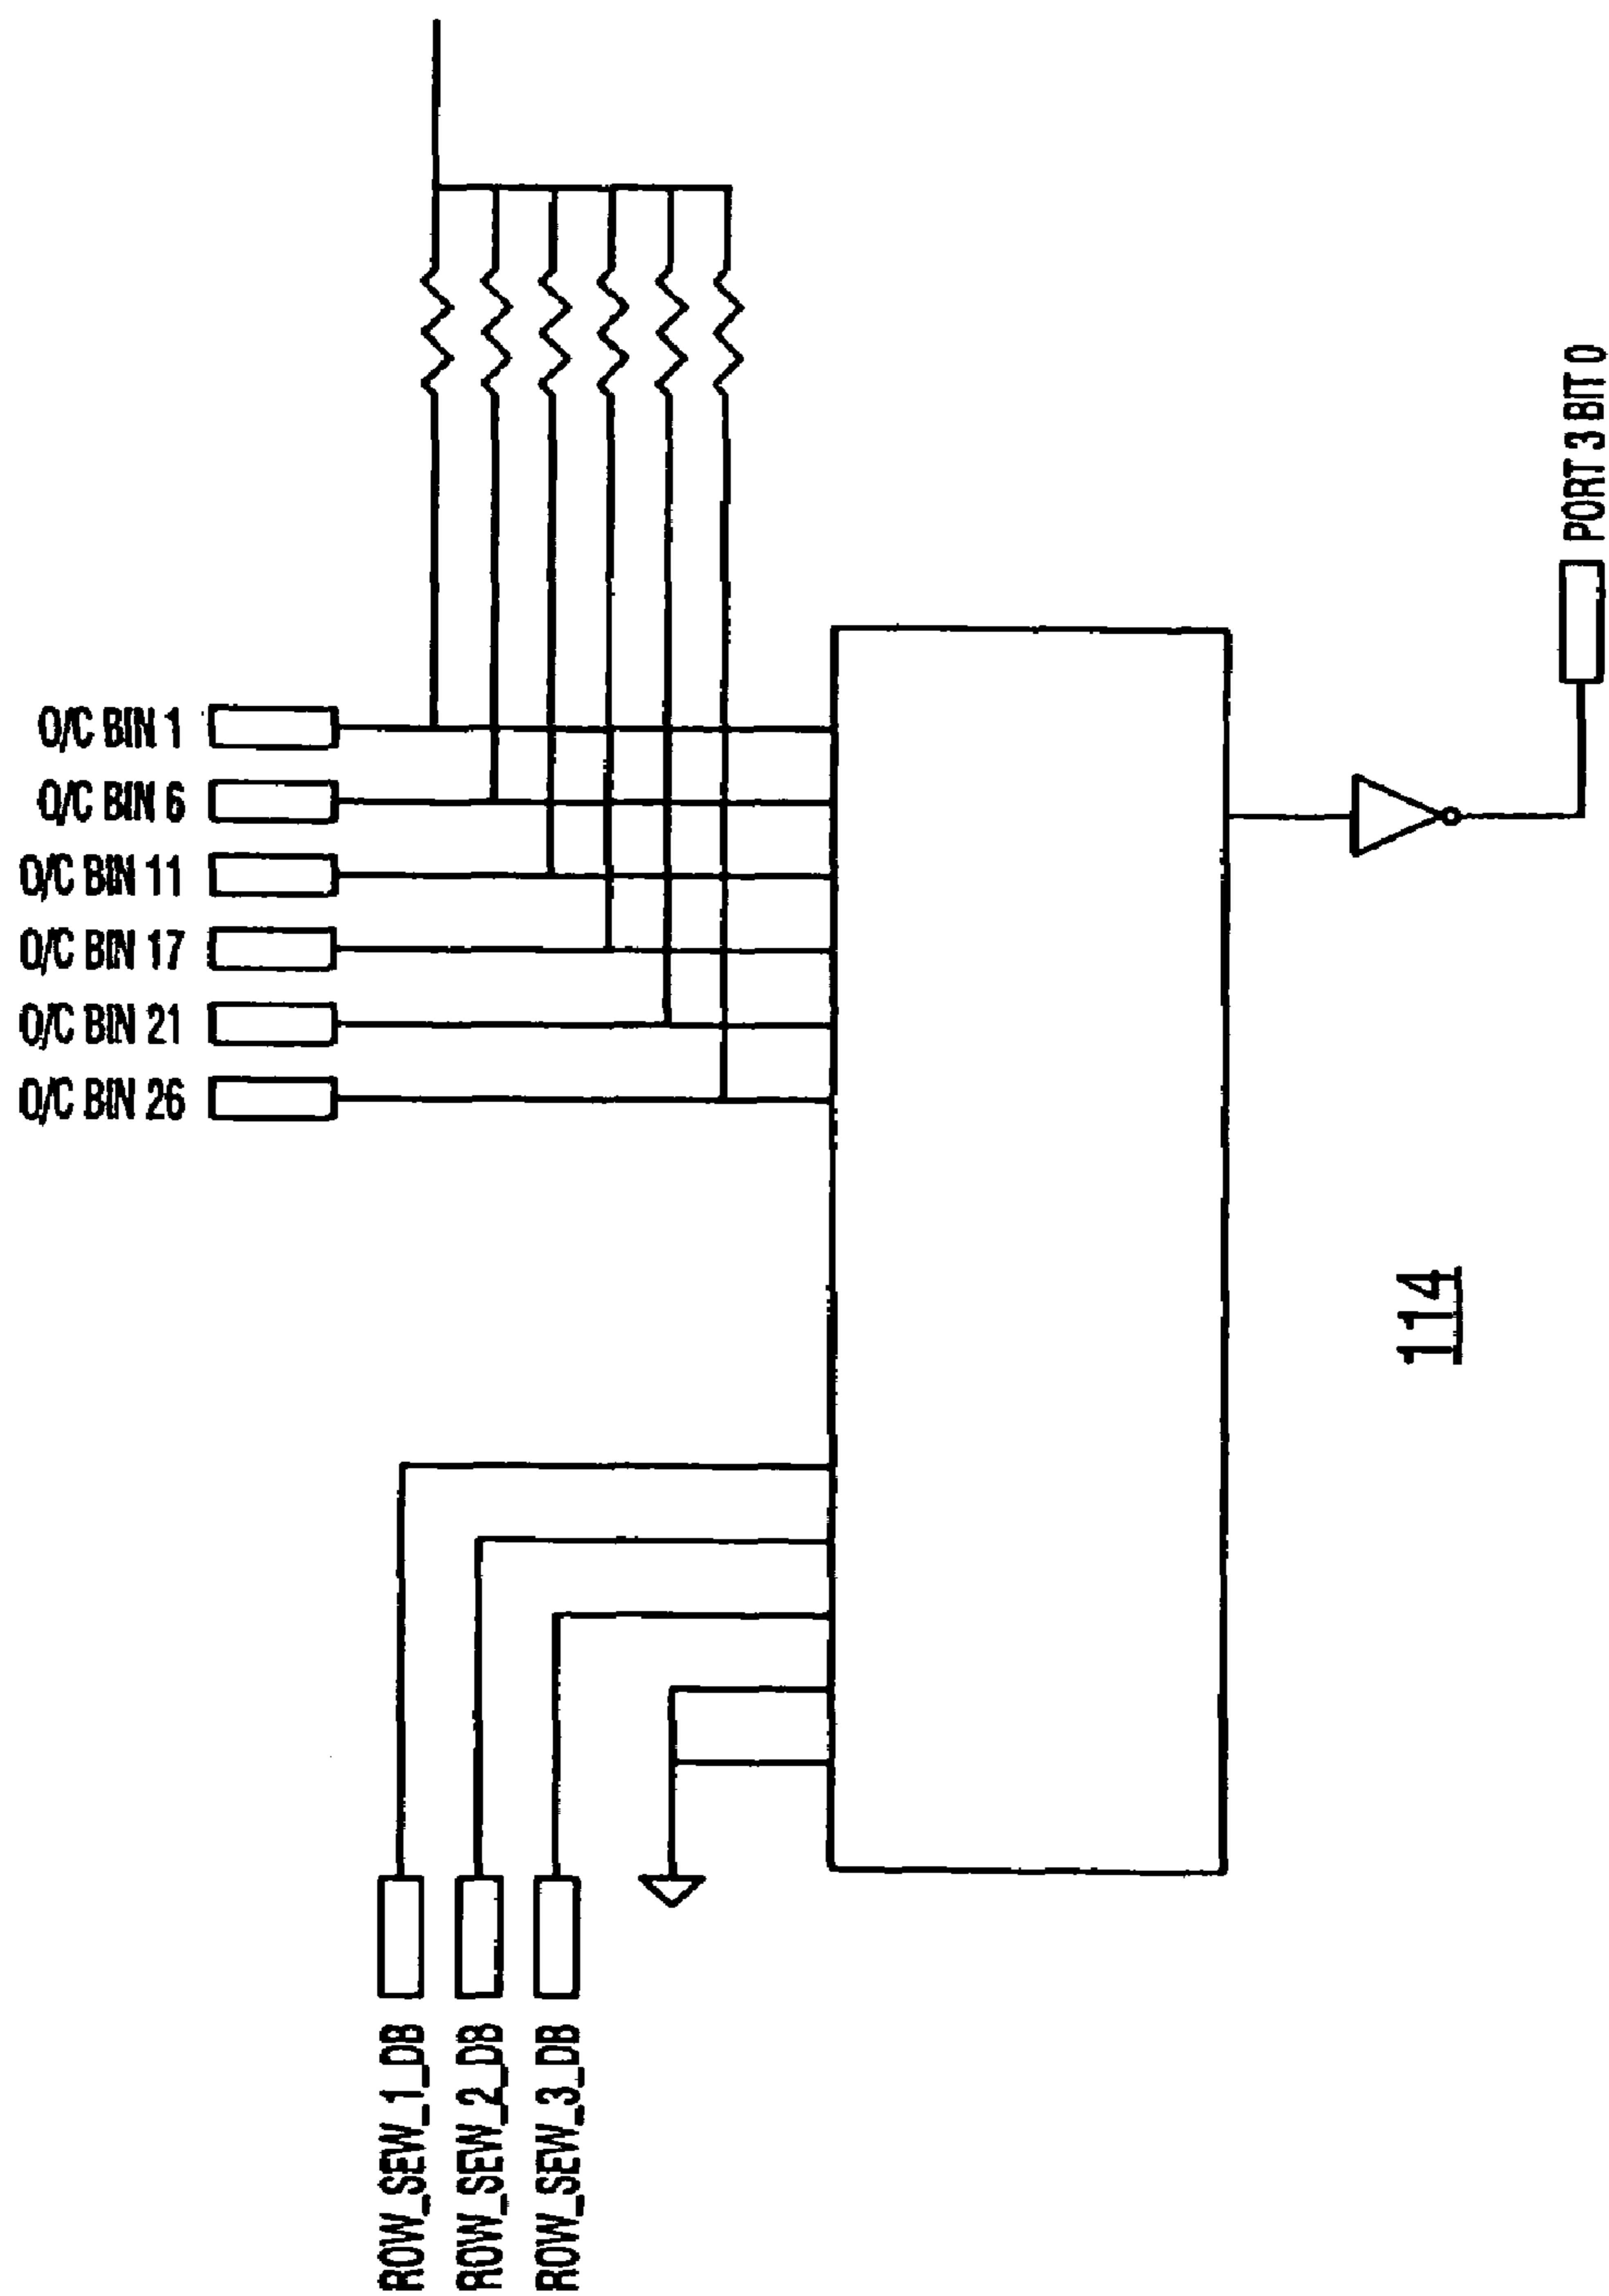 O/C BIN 1
O/C BIN 6
O/C BIN 11
O/C BIN 17
O/C BIN 21
O/C BIN 26
PORT 3 BIT 0
114
ROW_SEW_1_DB
ROW_SEW_2_DB
ROW_SEW_3_DB